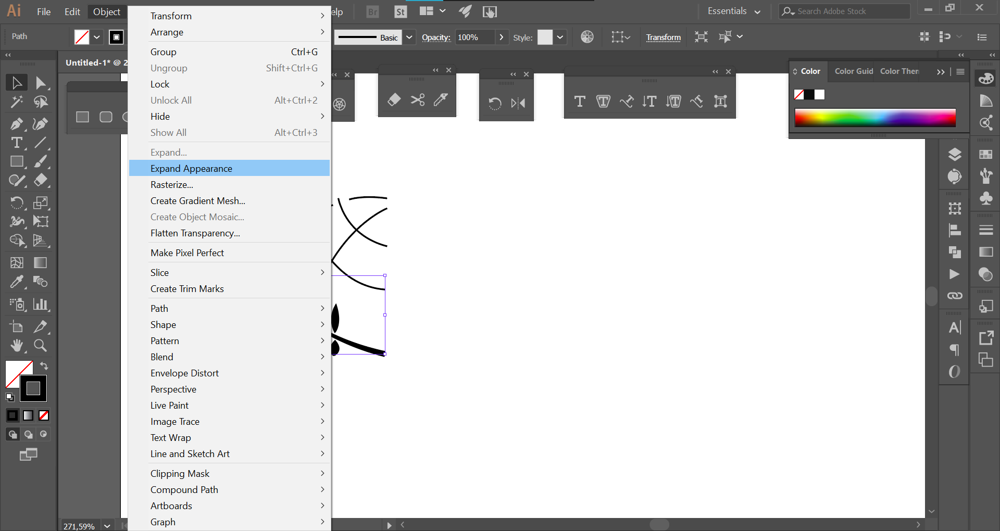 Ai File Edit Object elp Br St Essentials Search Adobe Stock
Path Basic Opacity: 100% Style: Transform
Untitled-1* @ 2
Transform
Arrange
Group Ctrl+G
Ungroup Shift+Ctrl+G
Lock
Unlock All Alt+Ctrl+2
Hide
Show All Alt+Ctrl+3
Expand...
Expand Appearance
Rasterize...
Create Gradient Mesh...
Create Object Mosaic...
Flatten Transparency...
Make Pixel Perfect
Slice
Create Trim Marks
Path
Shape
Pattern
Blend
Envelope Distort
Perspective
Live Paint
Image Trace
Text Wrap
Line and Sketch Art
Clipping Mask
Compound Path
Artboards
Graph
Color Color Guid Color Ther
271,59%